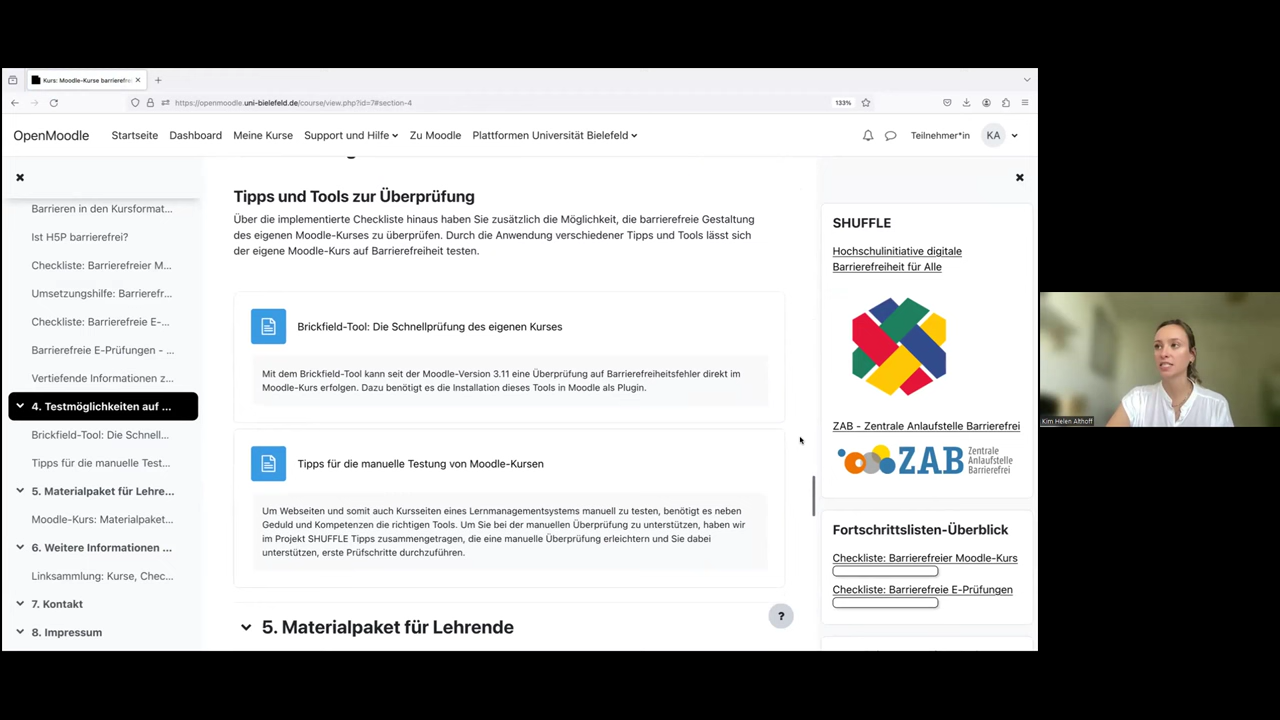 Kurs: Moodle-Kurse barrierefrei
https://openmoodle.uni-bielefeld.de/course/view.php?id=7#section-4
133%
OpenMoodle
Startseite
Dashboard
Meine Kurse
Support und Hilfe
Zu Moodle
Plattformen Universität Bielefeld
Teilnehmer*in
KA
Barrieren in den Kursformat...
Ist H5P barrierefrei?
Checkliste: Barrierefreier M...
Umsetzungshilfe: Barrierefr...
Checkliste: Barrierefreie E-...
Barrierefreie E-Prüfungen - ...
Vertiefende Informationen z...
4. Testmöglichkeiten auf ...
Brickfield-Tool: Die Schnell...
Tipps für die manuelle Test...
5. Materialpaket für Lehre...
Moodle-Kurs: Materialpaket...
6. Weitere Informationen ...
Linksammlung: Kurse, Chec...
7. Kontakt
8. Impressum
Tipps und Tools zur Überprüfung
Über die implementierte Checkliste hinaus haben Sie zusätzlich die Möglichkeit, die barrierefreie Gestaltung
des eigenen Moodle-Kurses zu überprüfen. Durch die Anwendung verschiedener Tipps und Tools lässt sich
der eigene Moodle-Kurs auf Barrierefreiheit testen.
Brickfield-Tool: Die Schnellprüfung des eigenen Kurses
Mit dem Brickfield-Tool kann seit der Moodle-Version 3.11 eine Überprüfung auf Barrierefreiheitsfehler direkt im
Moodle-Kurs erfolgen. Dazu benötigt es die Installation dieses Tools in Moodle als Plugin.
Tipps für die manuelle Testung von Moodle-Kursen
Um Webseiten und somit auch Kursseiten eines Lernmanagementsystems manuell zu testen, benötigt es neben
Geduld und Kompetenzen die richtigen Tools. Um Sie bei der manuellen Überprüfung zu unterstützen, haben wir
im Projekt SHUFFLE Tipps zusammengetragen, die eine manuelle Überprüfung erleichtern und Sie dabei
unterstützen, erste Prüfschritte durchzuführen.
5. Materialpaket für Lehrende
?
SHUFFLE
Hochschulinitiative digitale
Barrierefreiheit für Alle
ZAB - Zentrale Anlaufstelle Barrierefrei
ZAB
Zentrale
Anlaufstelle
Barrierefrei
Fortschrittslisten-Überblick
Checkliste: Barrierefreier Moodle-Kurs
Checkliste: Barrierefreie E-Prüfungen
Kim Helen Althoff